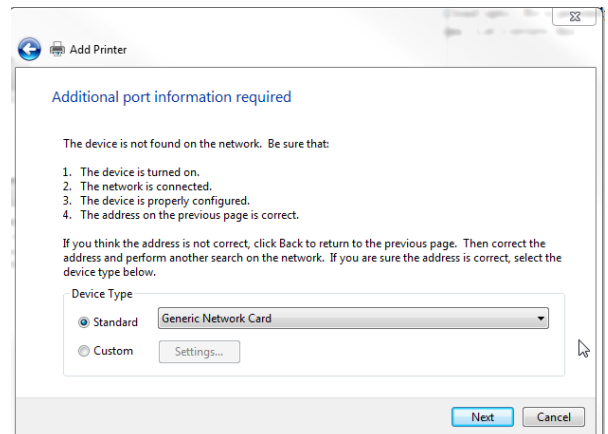 Add Printer
Additional port information required
The device is not found on the network. Be sure that:
1. The device is turned on.
2. The network is connected.
3. The device is properly configured.
4. The address on the previous page is correct.
If you think the address is not correct, click Back to return to the previous page. Then correct the
address and perform another search on the network. If you are sure the address is correct, select the
device type below.
Device Type
Standard Generic Network Card
Custom Settings...
Next Cancel